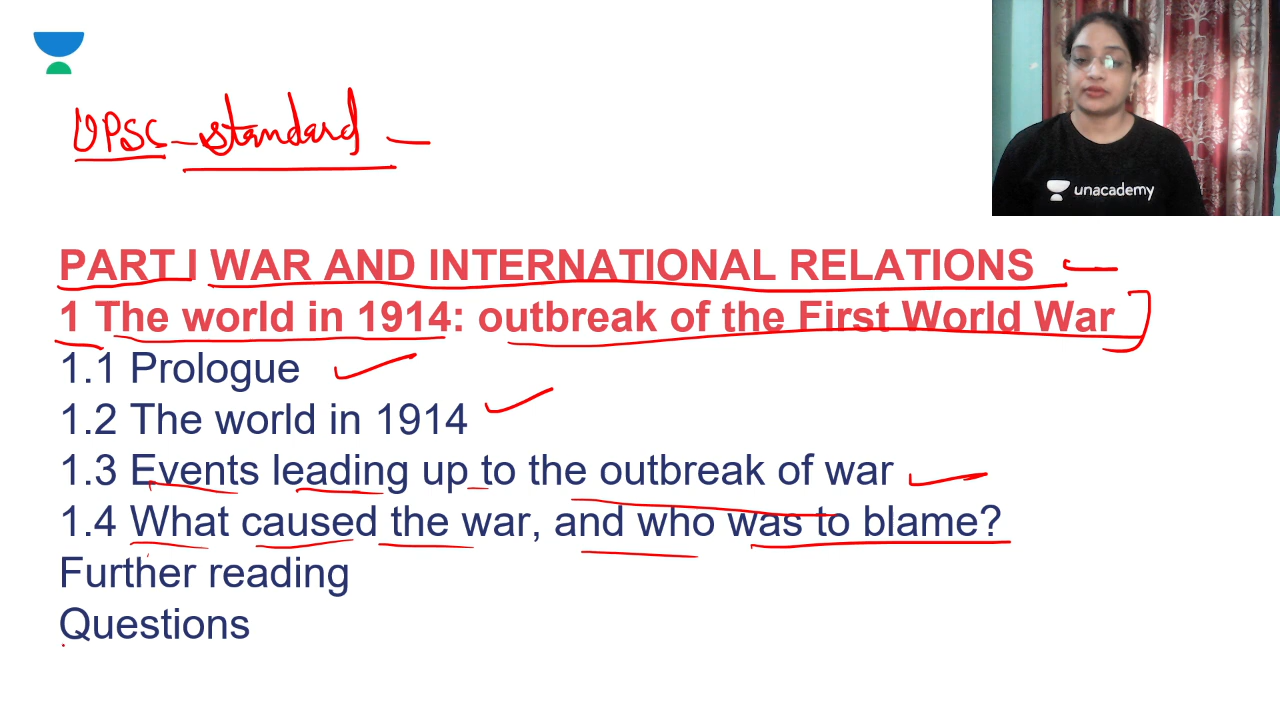 UPSC - standard -
unacademy
PART I WAR AND INTERNATIONAL RELATIONS
1 The world in 1914: outbreak of the First World War
1.1 Prologue
1.2 The world in 1914
1.3 Events leading up to the outbreak of war
1.4 What caused the war, and who was to blame?
Further reading
Questions